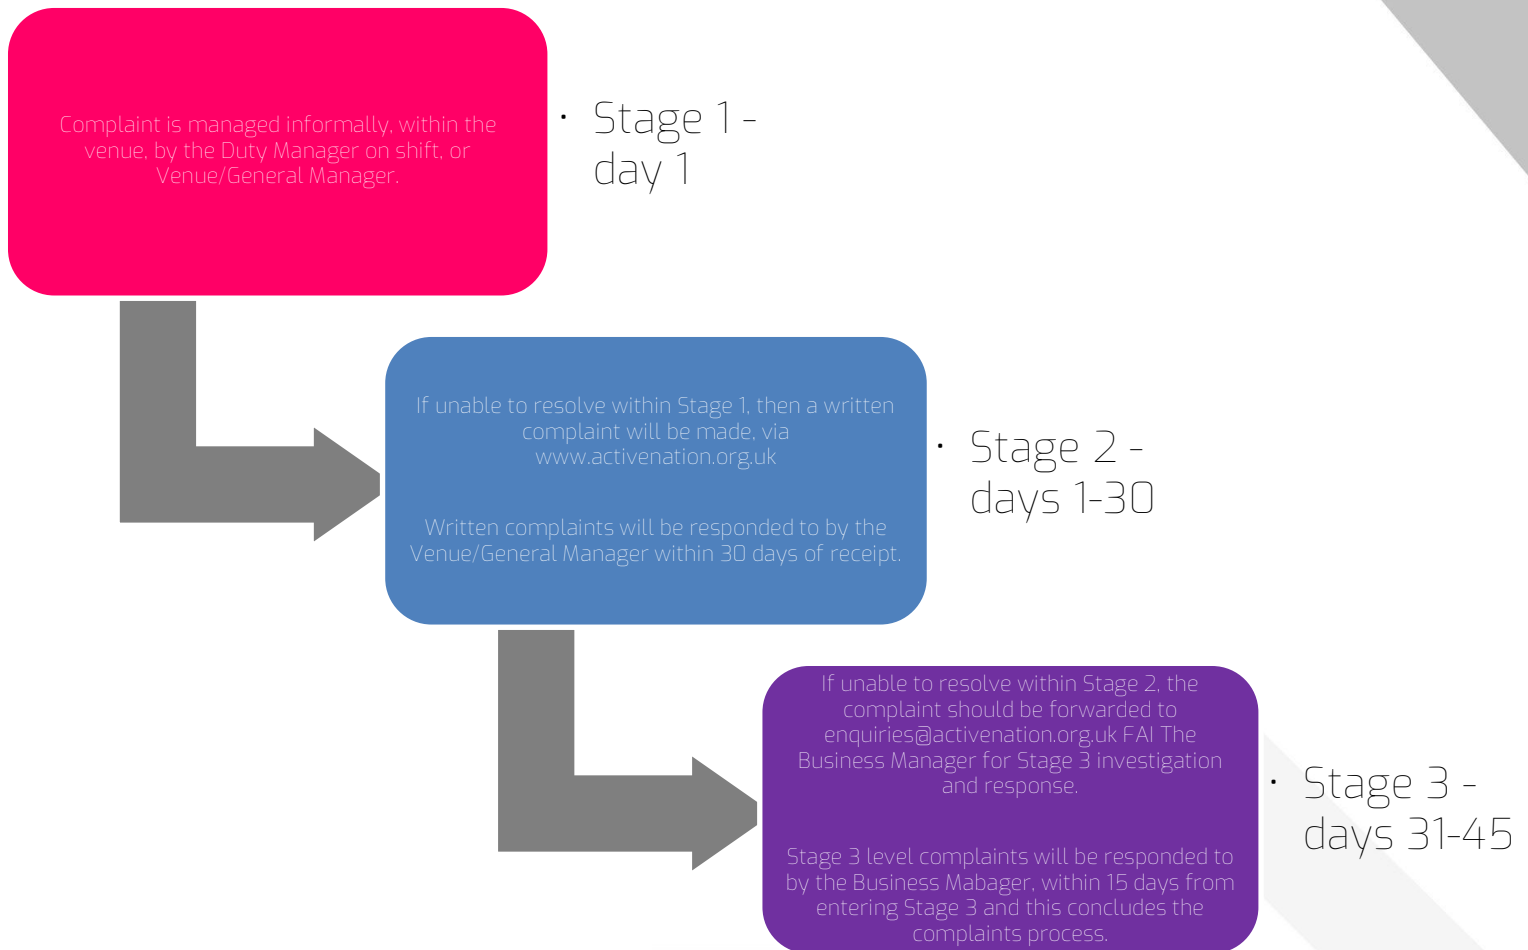 Complaint is managed informally, within the
venue, by the Duty Manager on shift, or
Venue/General Manager.
• Stage 1 -
day 1
If unable to resolve within Stage 1, then a written
complaint will be made, via
www.activenation.org.uk
Written complaints will be responded to by the
Venue/General Manager within 30 days of receipt.
• Stage 2 -
days 1-30
If unable to resolve within Stage 2, the
complaint should be forwarded to
enquiries@activenation.org.uk FAI The
Business Manager for Stage 3 investigation
and response.
Stage 3 level complaints will be responded to
by the Business Mabager, within 15 days from
entering Stage 3 and this concludes the
complaints process.
• Stage 3 -
days 31-45